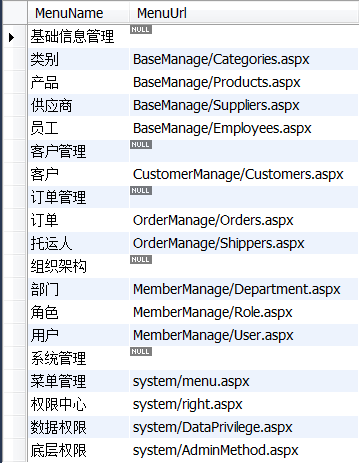 MenuName MenuUrl
基础信息管理 NULL
类别 BaseManage/Categories.aspx
产品 BaseManage/Products.aspx
供应商 BaseManage/Suppliers.aspx
员工 BaseManage/Employees.aspx
客户管理 NULL
客户 CustomerManage/Customers.aspx
订单管理 NULL
订单 OrderManage/Orders.aspx
托运人 OrderManage/Shippers.aspx
组织架构 NULL
部门 MemberManage/Department.aspx
角色 MemberManage/Role.aspx
用户 MemberManage/User.aspx
系统管理 NULL
菜单管理 system/menu.aspx
权限中心 system/right.aspx
数据权限 system/DataPrivilege.aspx
底层权限 system/AdminMethod.aspx